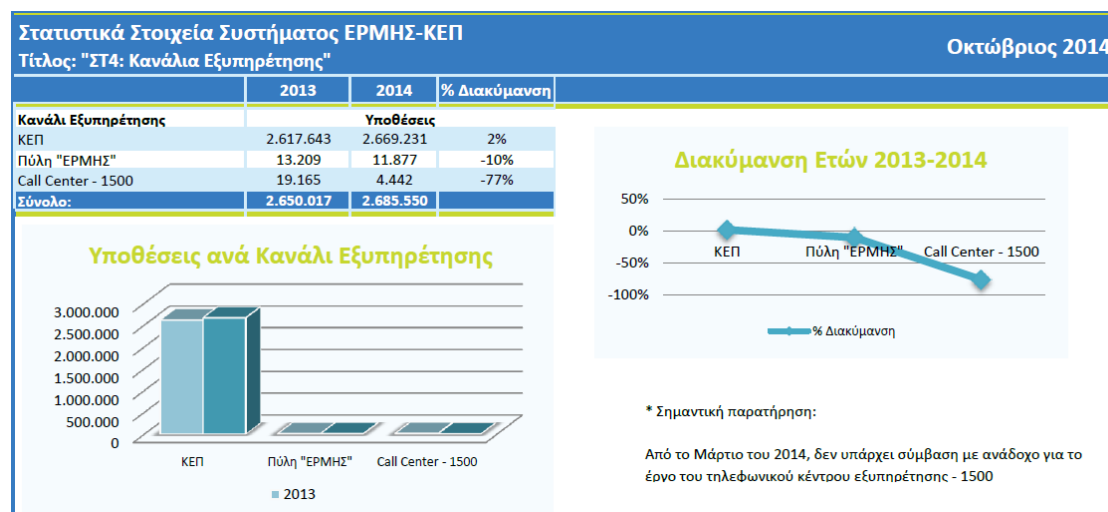 Στατιστικά Στοιχεία Συστήματος ΕΡΜΗΣ-ΚΕΠ
Τίτλος: "ΣΤ4: Κανάλια Εξυπηρέτησης"
Οκτώβριος 2014
2013 2014 % Διακύμανση
Κανάλι Εξυπηρέτησης Υποθέσεις
ΚΕΠ 2.617.643 2.669.231 2%
Πύλη "ΕΡΜΗΣ" 13.209 11.877 -10%
Call Center - 1500 19.165 4.442 -77%
Σύνολο: 2.650.017 2.685.550
Υποθέσεις ανά Κανάλι Εξυπηρέτησης
3.000.000
2.500.000
2.000.000
1.500.000
1.000.000
500.000
0
ΚΕΠ Πύλη "ΕΡΜΗΣ" Call Center - 1500
2013
Διακύμανση Ετών 2013-2014
50%
0%
-50%
-100%
ΚΕΠ Πύλη "ΕΡΜΗΣ" Call Center - 1500
% Διακύμανση
* Σημαντική παρατήρηση:
Από το Μάρτιο του 2014, δεν υπάρχει σύμβαση με ανάδοχο για το
έργο του τηλεφωνικού κέντρου εξυπηρέτησης - 1500